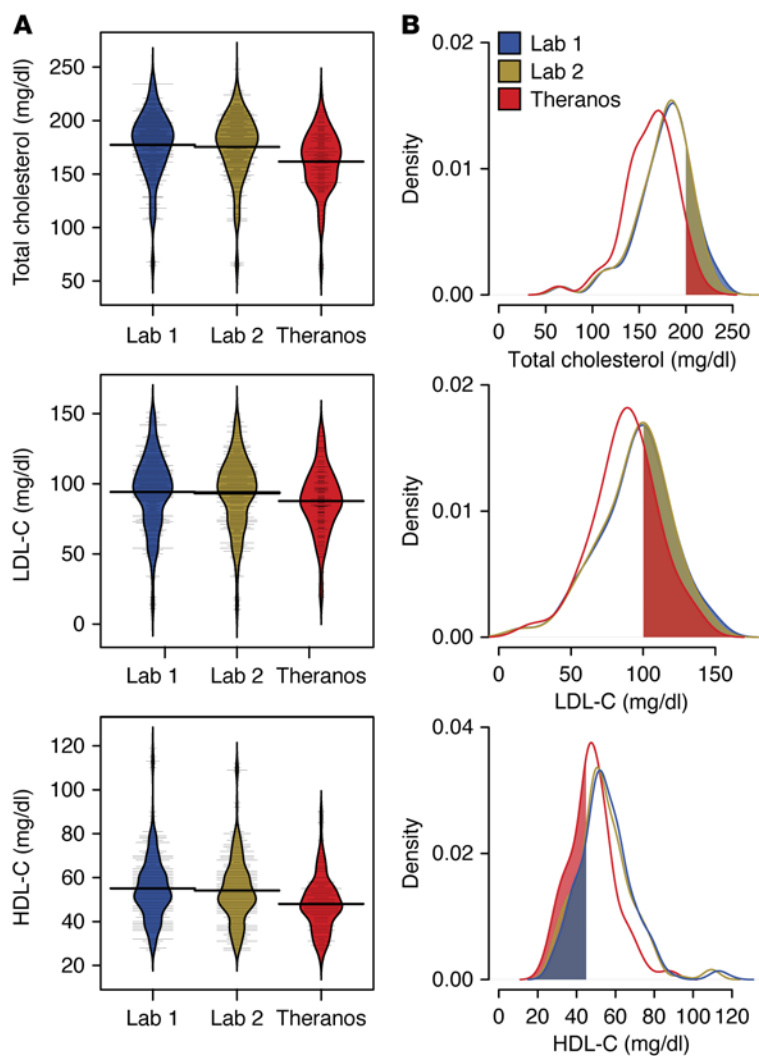 A
Total cholesterol (mg/dl)
250
200
150
100
50
Lab 1 Lab 2 Theranos
LDL-C (mg/dl)
150
100
50
0
Lab 1 Lab 2 Theranos
HDL-C (mg/dl)
120
100
80
60
40
20
Lab 1 Lab 2 Theranos
B
Lab 1
Lab 2
Theranos
Density
0.02
0.01
0.00
0 50 100 150 200 250
Total cholesterol (mg/dl)
Density
0.02
0.01
0.00
0 50 100 150
LDL-C (mg/dl)
Density
0.04
0.02
0.00
0 20 40 60 80 100 120
HDL-C (mg/dl)